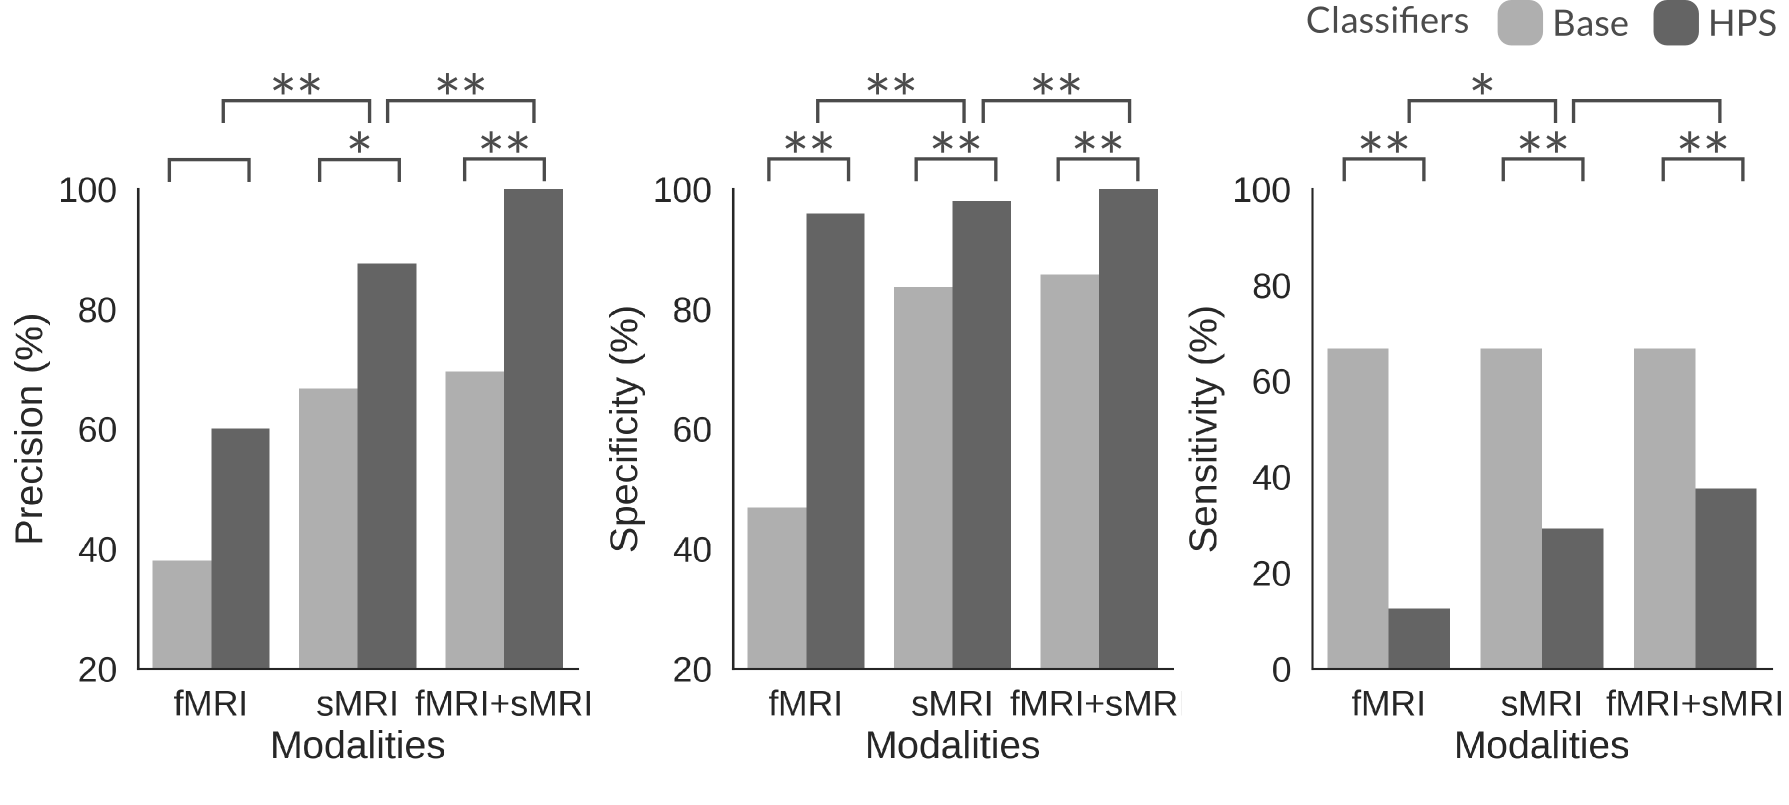 Classifiers Base HPS
** ** ** ** *
* ** ** ** ** ** ** **
100 100 100
80 80 80
60 60 60
40 40 40
20
20 20 0
Precision (%)
Specificity (%)
Sensitivity (%)
fMRI sMRI fMRI+sMRI fMRI sMRI fMRI+sMR fMRI sMRI fMRI+sMRI
Modalities Modalities Modalities